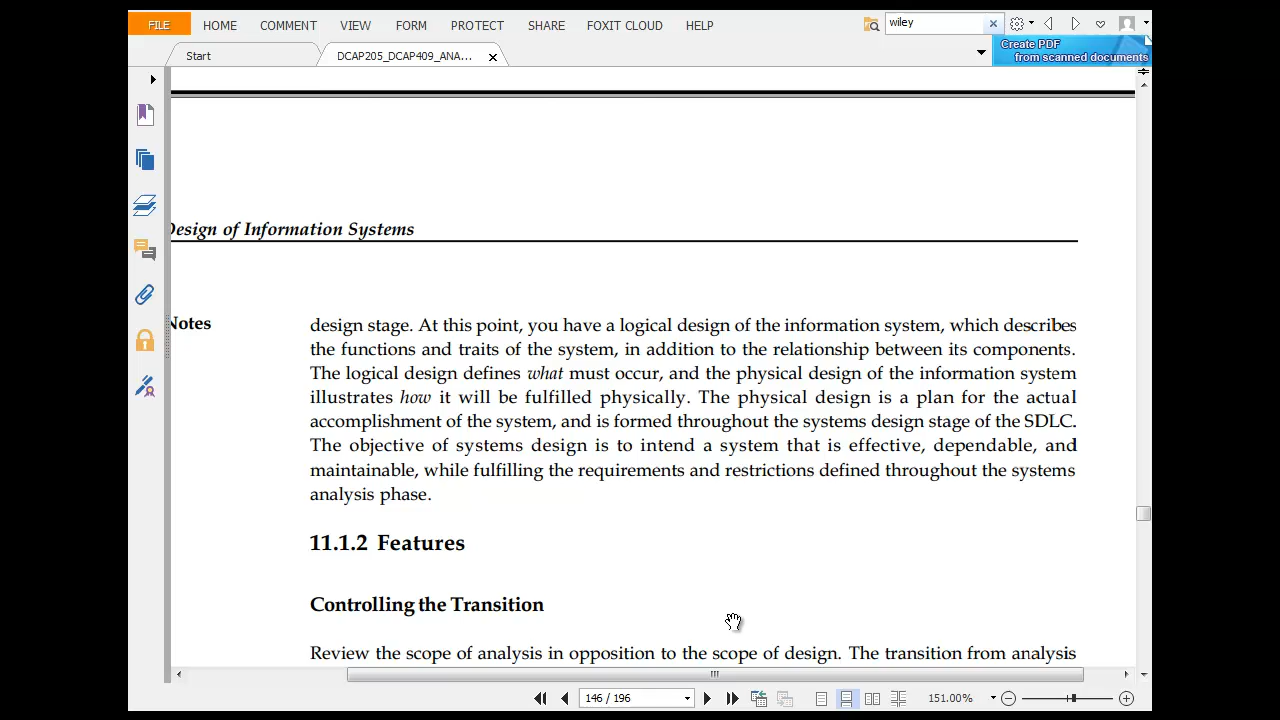 FILE HOME COMMENT VIEW FORM PROTECT SHARE FOXIT CLOUD HELP wiley
Start DCAP205_DCAP409_ANA... Create PDF
from scanned documents
Design of Information Systems
Notes
design stage. At this point, you have a logical design of the information system, which describes
the functions and traits of the system, in addition to the relationship between its components.
The logical design defines what must occur, and the physical design of the information system
illustrates how it will be fulfilled physically. The physical design is a plan for the actual
accomplishment of the system, and is formed throughout the systems design stage of the SDLC.
The objective of systems design is to intend a system that is effective, dependable, and
maintainable, while fulfilling the requirements and restrictions defined throughout the systems
analysis phase.
11.1.2 Features
Controlling the Transition
Review the scope of analysis in opposition to the scope of design. The transition from analysis
146 / 196 151.00%